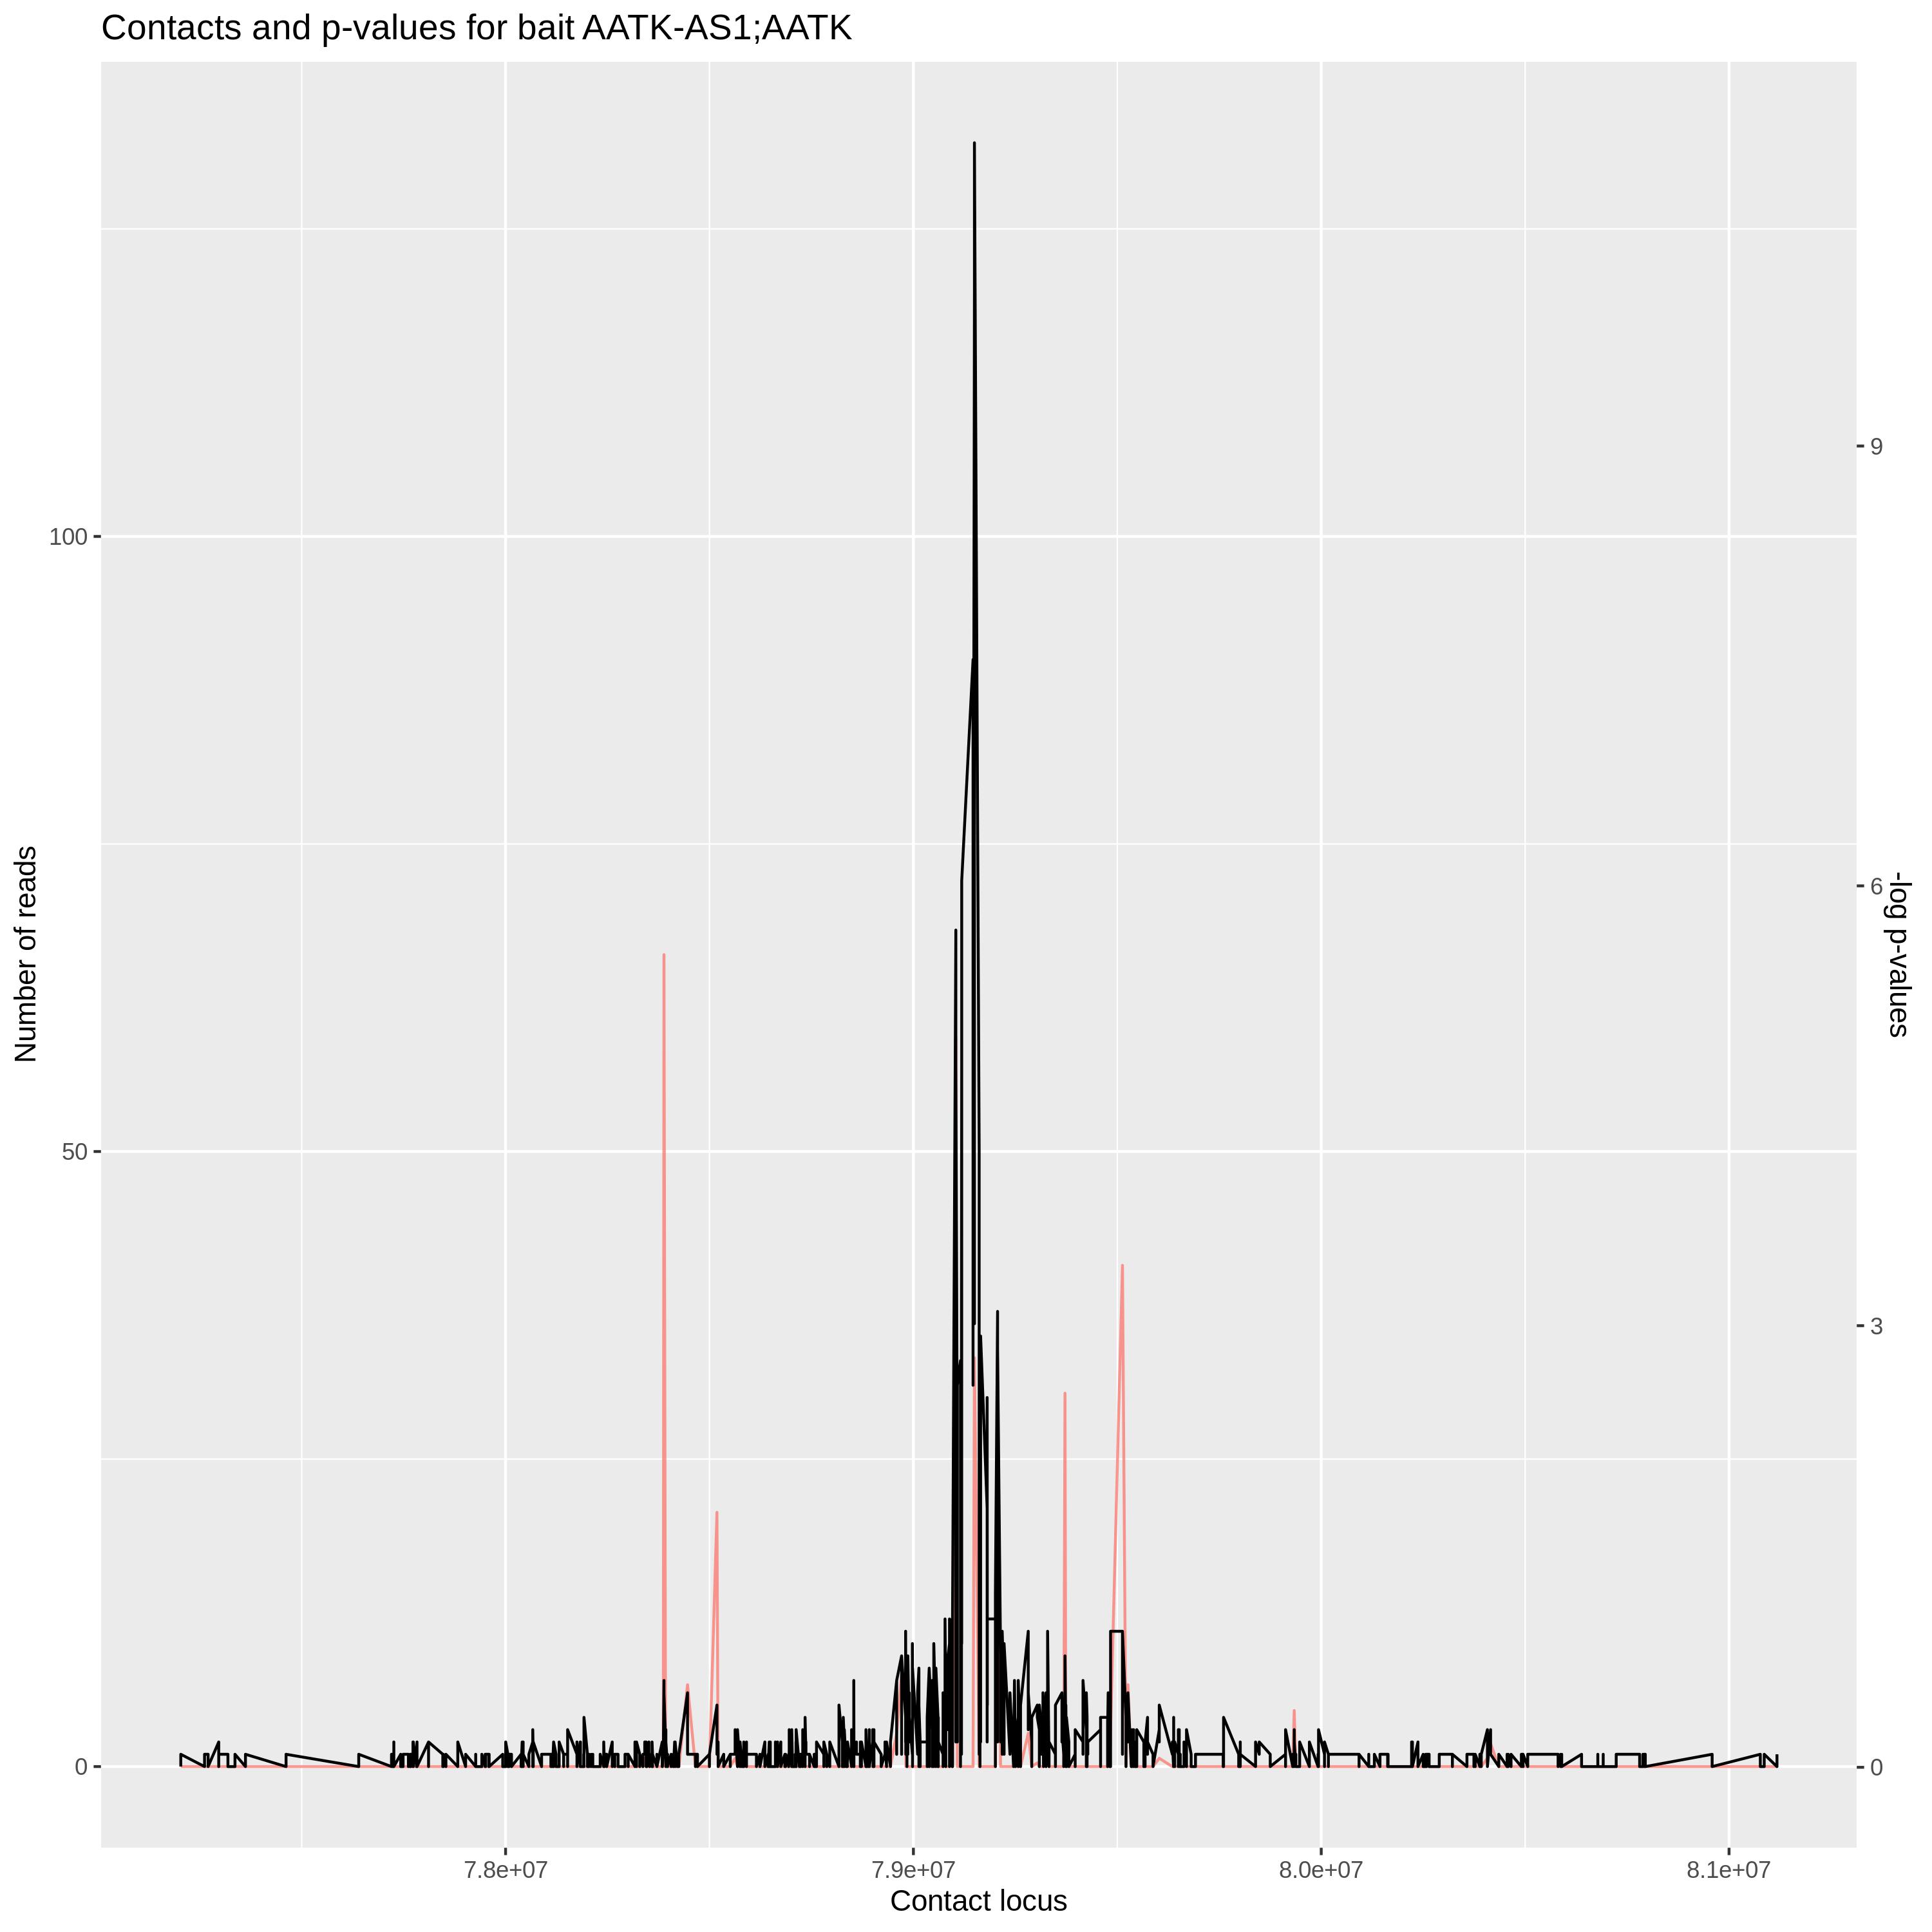 Contacts and p-values for bait AATK-AS1;AATK
Number of reads
100
50
0
9
6
3
0
-log p-values
7.8e+07
7.9e+07
8.0e+07
8.1e+07
Contact locus